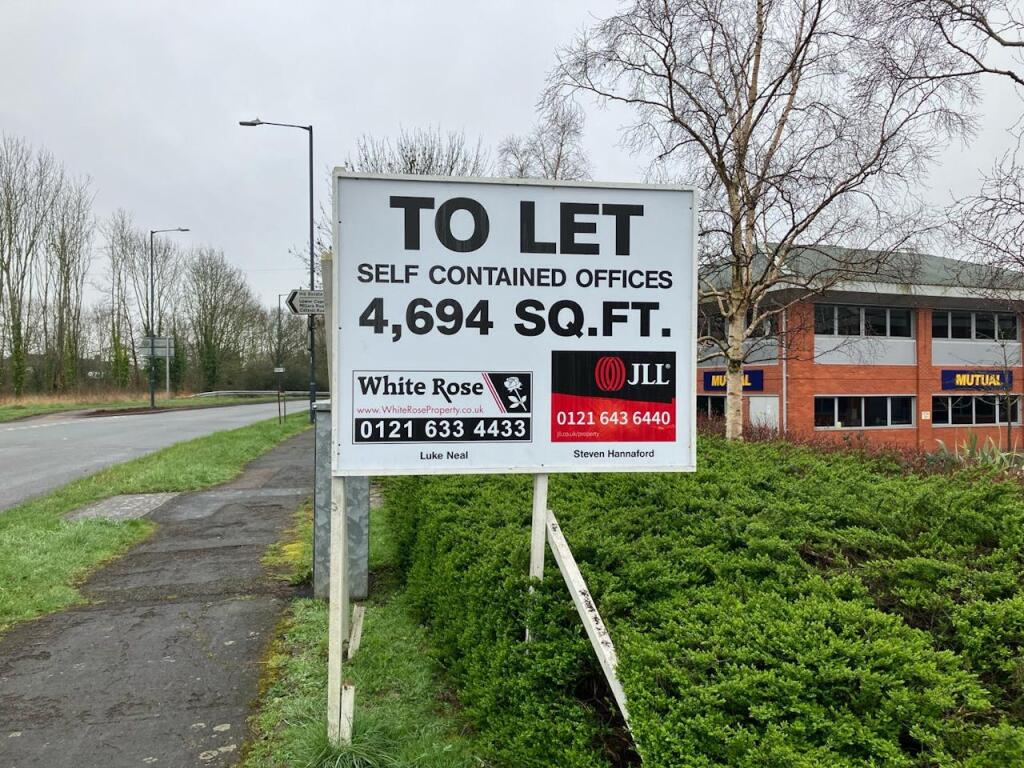 TO LET
SELF CONTAINED OFFICES
4,694 SQ.FT.
White Rose
www.WhiteRoseProperty.co.uk
0121 633 4433
Luke Neal
JLL®
0121 643 6440
jll.co.uk/property
Steven Hannaford
MUTUAL
MUTUAL